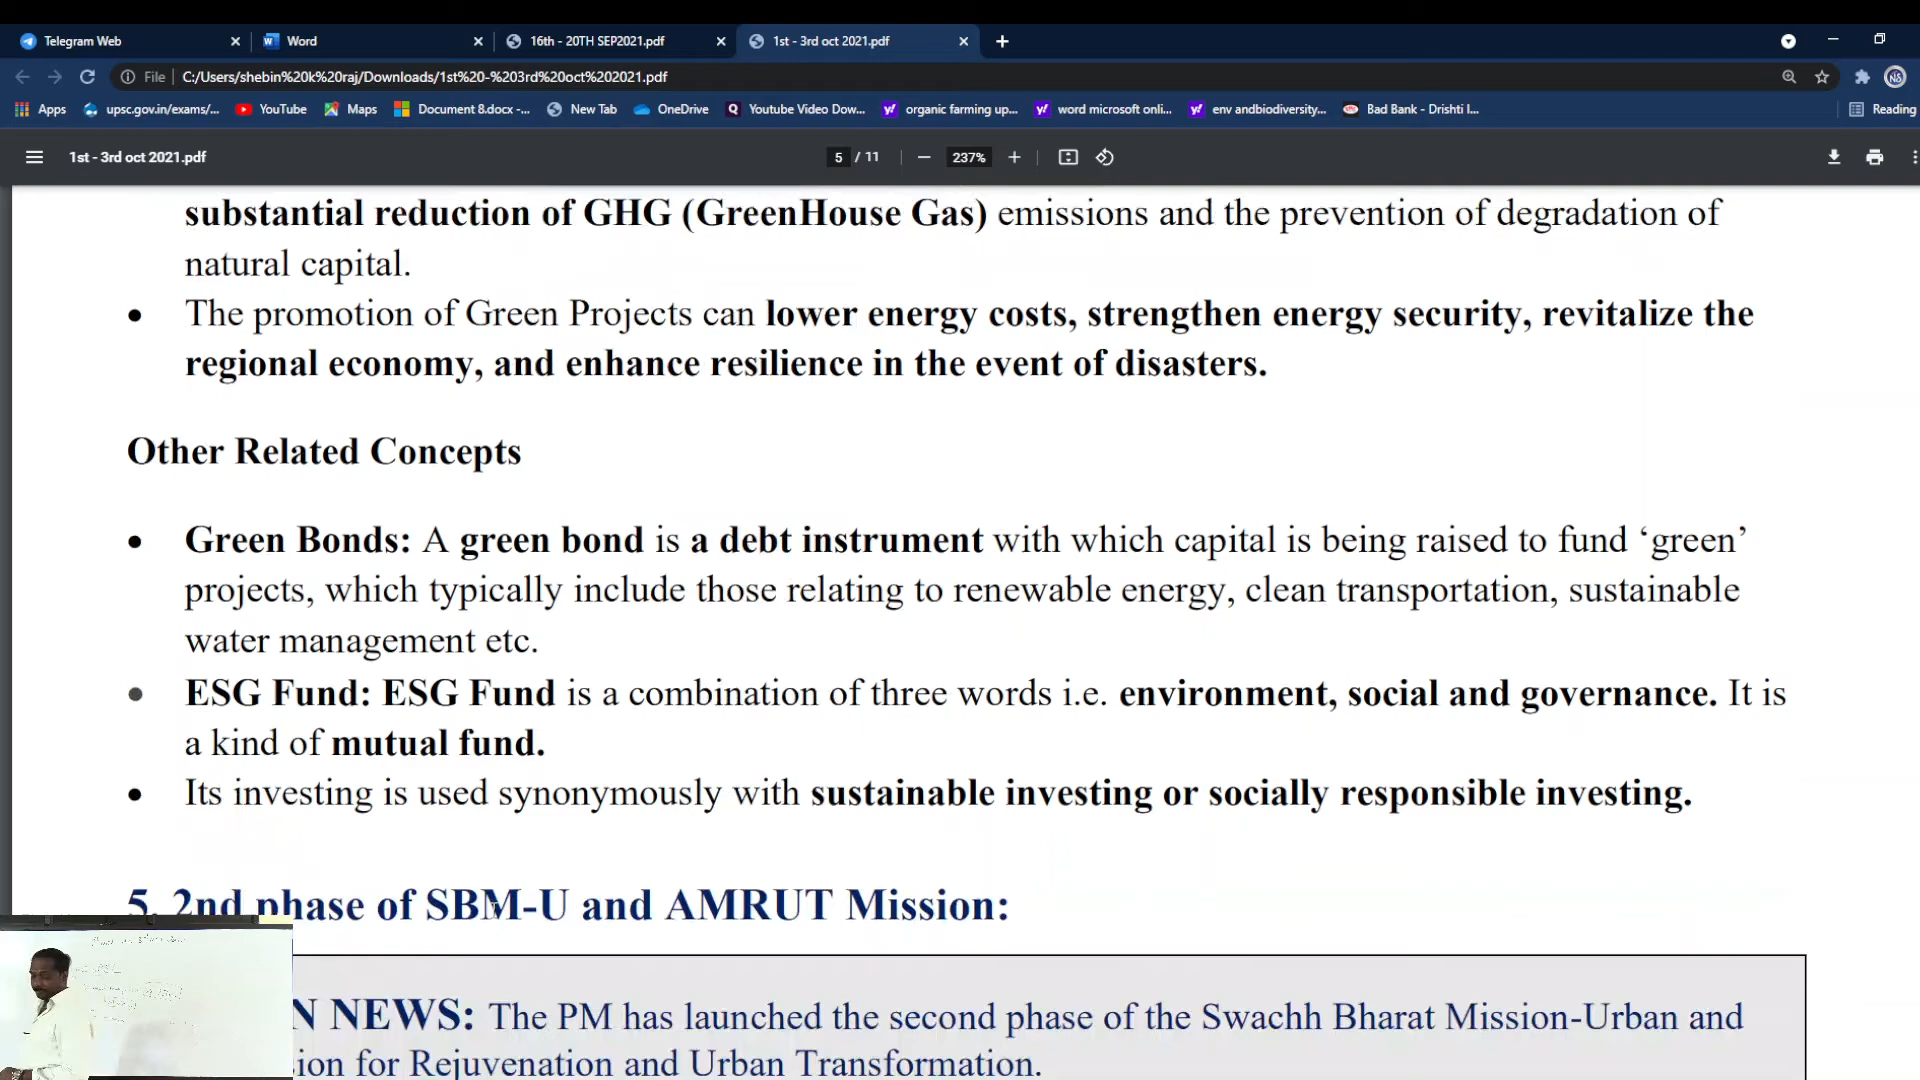 Telegram Web
Word
16th - 20TH SEP2021.pdf
1st - 3rd oct 2021.pdf
File | C:/Users/shebin%20k%20raj/Downloads/1st%20-%203rd%20oct%202021.pdf
Apps
upsc.gov.in/exams/...
YouTube
Maps
Document 8.docx -...
New Tab
OneDrive
Youtube Video Dow...
organic farming up...
word microsoft onli...
env andbiodiversity...
Bad Bank - Drishti I...
Reading
1st - 3rd oct 2021.pdf
5 / 11
237%
substantial reduction of GHG (GreenHouse Gas) emissions and the prevention of degradation of
natural capital.
• The promotion of Green Projects can lower energy costs, strengthen energy security, revitalize the
regional economy, and enhance resilience in the event of disasters.
Other Related Concepts
• Green Bonds: A green bond is a debt instrument with which capital is being raised to fund ‘green’
projects, which typically include those relating to renewable energy, clean transportation, sustainable
water management etc.
• ESG Fund: ESG Fund is a combination of three words i.e. environment, social and governance. It is
a kind of mutual fund.
• Its investing is used synonymously with sustainable investing or socially responsible investing.
5. 2nd phase of SBM-U and AMRUT Mission:
N NEWS: The PM has launched the second phase of the Swachh Bharat Mission-Urban and
ion for Rejuvenation and Urban Transformation.